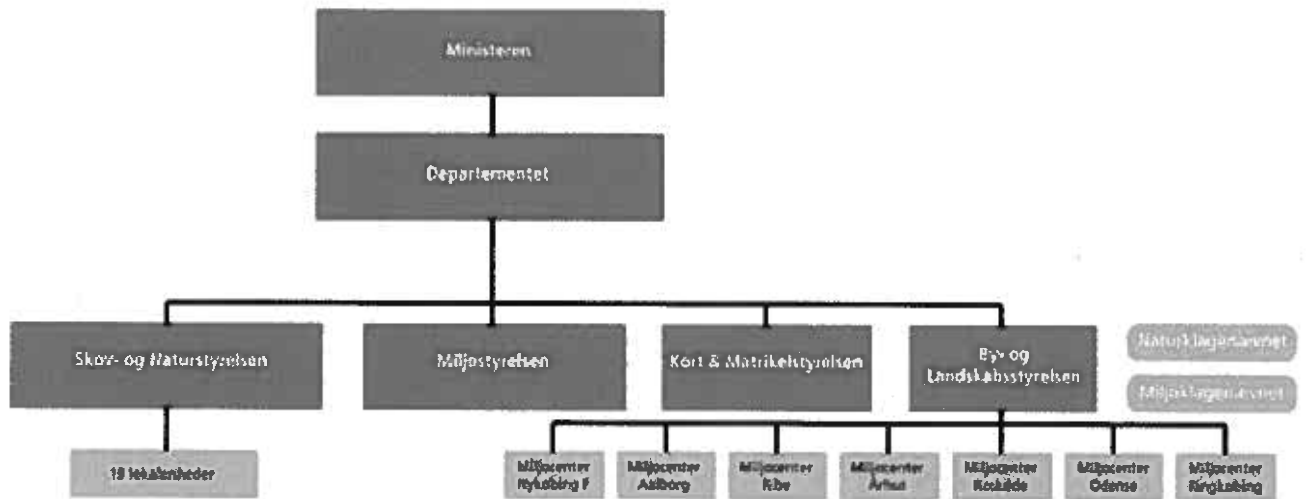 Ministeren
Departementet
Skov- og Naturstyrelsen
Miljøstyrelsen
Kort & Matrikelstyrelsen
By- og
Landskabsstyrelsen
Naturklagenævnet
Miljøklagenævnet
19 lokalenheder
Miljøcenter
Nykøbing F
Miljøcenter
Aalborg
Miljøcenter
Ribe
Miljøcenter
Århus
Miljøcenter
Roskilde
Miljøcenter
Odense
Miljøcenter
Ringkøbing